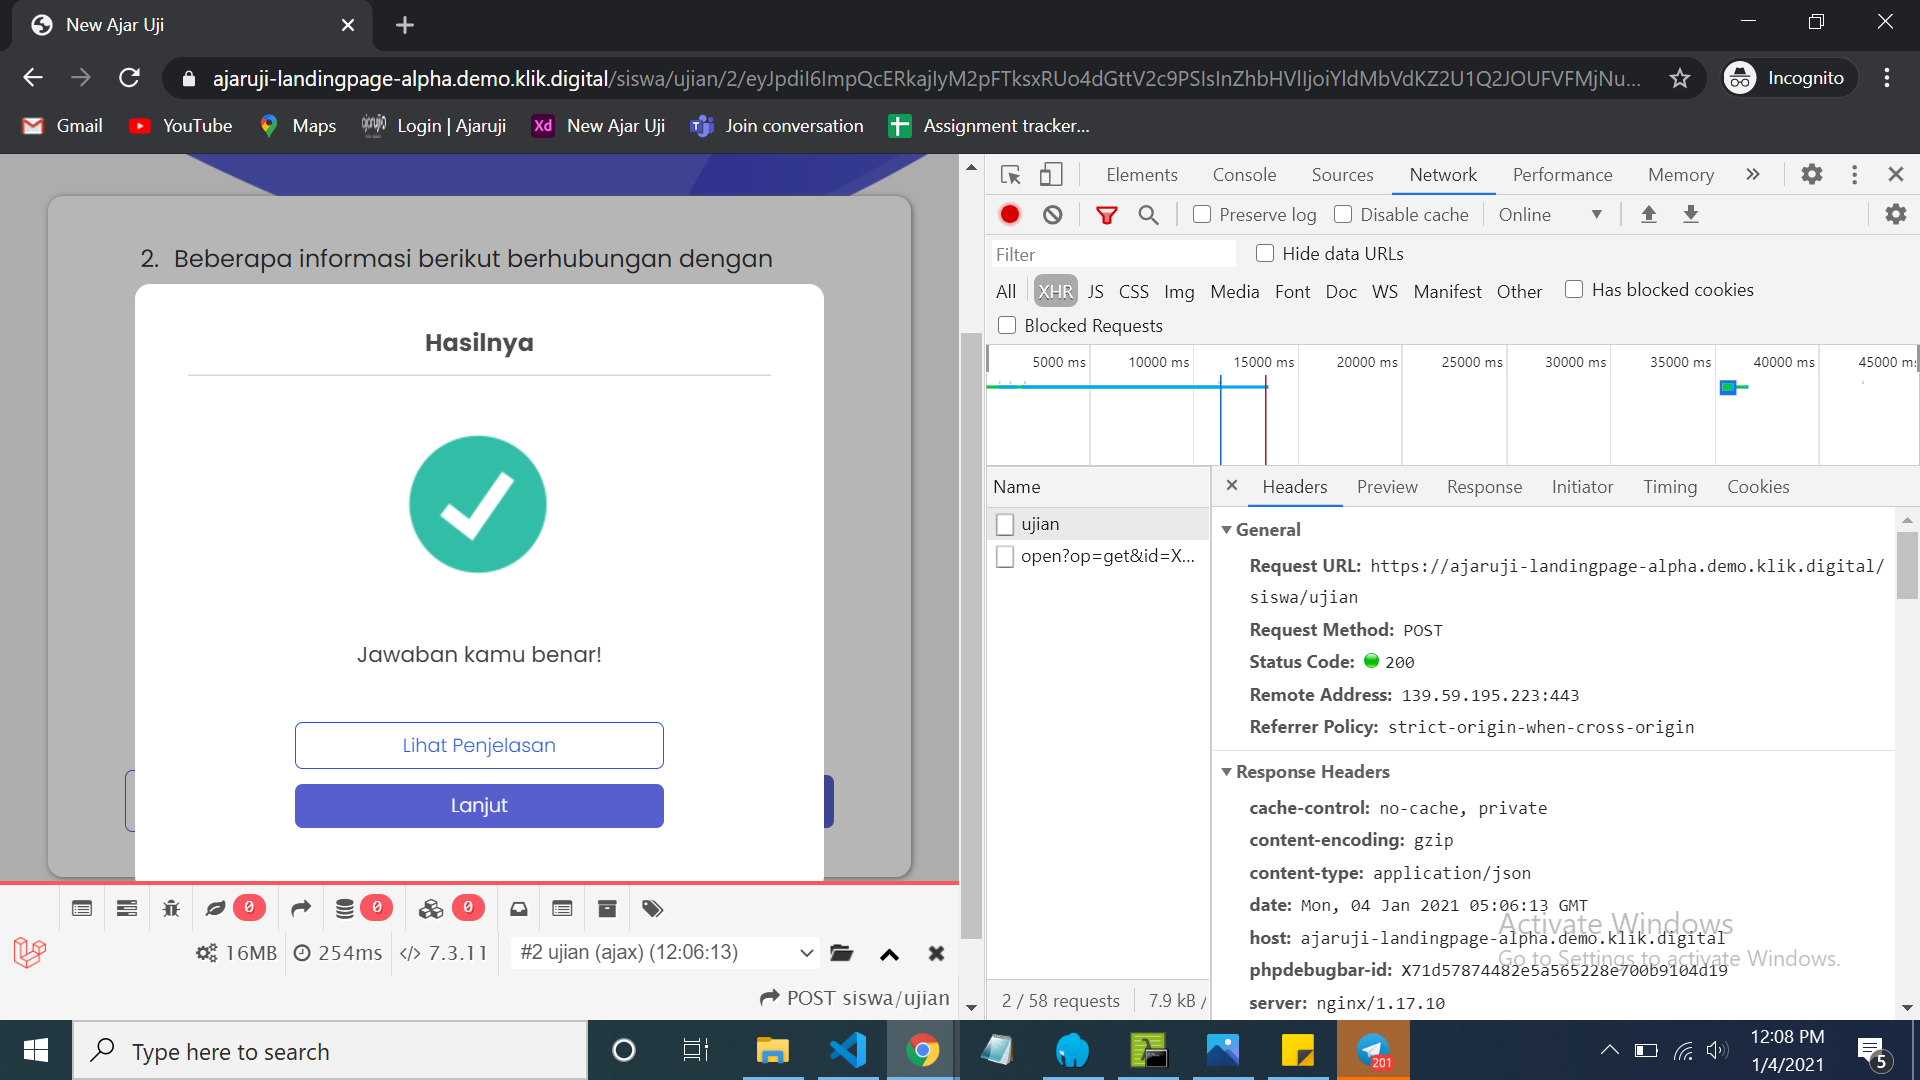 New Ajar Uji
ajaruji-landingpage-alpha.demo.klik.digital/siswa/ujian/2/eyJpdiI6ImpQcERkajIyM2pFTksxRUo4dGttV2c9PSIsInZhbHVlIjoiYldMbVdKZ2U1Q2JOUFVFMjNu...
Incognito
Gmail YouTube Maps Login | Ajaruji Xd New Ajar Uji Join conversation Assignment tracker...
2. Beberapa informasi berikut berhubungan dengan
Hasilnya
Jawaban kamu benar!
Lihat Penjelasan
Lanjut
0 0 0
16MB 254ms 7.3.11 #2 ujian (ajax) (12:06:13)
POST siswa/ujian
Elements Console Sources Network Performance Memory
Preserve log Disable cache Online
Filter Hide data URLs
All XHR JS CSS Img Media Font Doc WS Manifest Other Has blocked cookies
Blocked Requests
5000 ms 10000 ms 15000 ms 20000 ms 25000 ms 30000 ms 35000 ms 40000 ms 45000 m
Name
ujian
open?op=get&id=X...
2 / 58 requests 7.9 kB /
Headers Preview Response Initiator Timing Cookies
General
Request URL: https://ajaruji-landingpage-alpha.demo.klik.digital/
siswa/ujian
Request Method: POST
Status Code: 200
Remote Address: 139.59.195.223:443
Referrer Policy: strict-origin-when-cross-origin
Response Headers
cache-control: no-cache, private
content-encoding: gzip
content-type: application/json
date: Mon, 04 Jan 2021 05:06:13 GMT
host: ajaruji-landingpage-alpha.demo.klik.digital
phpdebugbar-id: X71d57874482e5a565228e700b9104d19
server: nginx/1.17.10
Activate Windows
Go to Settings to activate Windows.
Type here to search
201
12:08 PM
1/4/2021
5